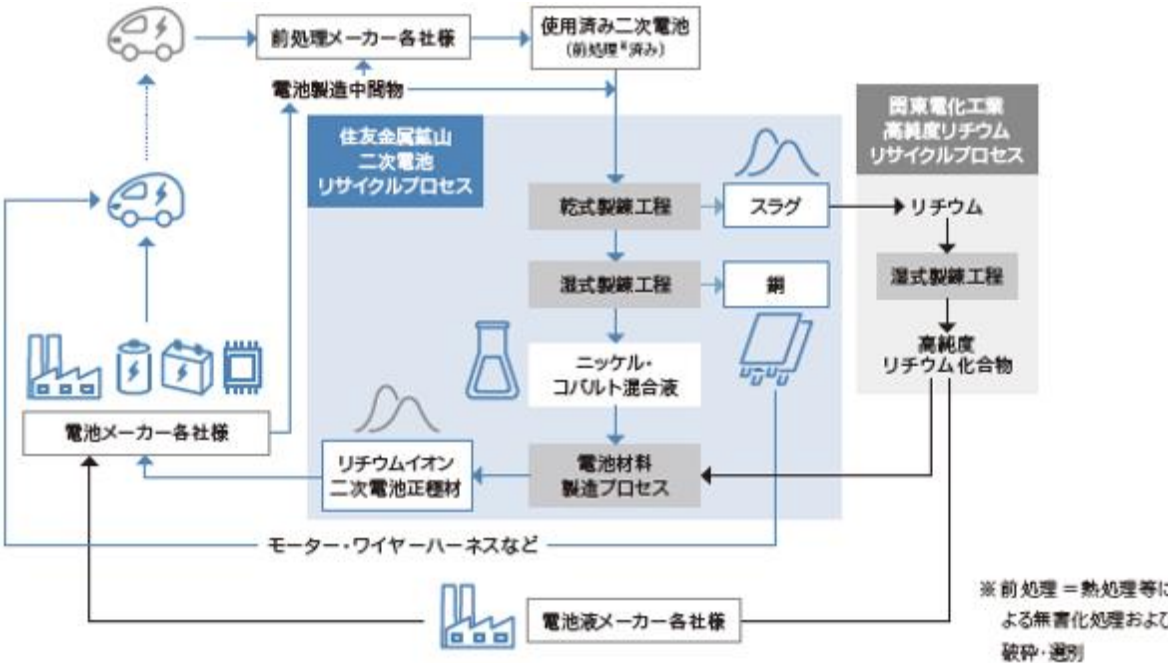 前処理メーカー各社様
使用済み二次電池
(前処理※済み)
電池製造中間物
住友金属鉱山
二次電池
リサイクルプロセス
関東電化工業
高純度リチウム
リサイクルプロセス
乾式製錬工程
スラグ
リチウム
湿式製錬工程
銅
湿式製錬工程
ニッケル・
コバルト混合液
高純度
リチウム化合物
電池メーカー各社様
リチウムイオン
二次電池正極材
電池材料
製造プロセス
モーター・ワイヤーハーネスなど
電池液メーカー各社様
※前処理=熱処理等に
よる無害化処理および
破砕・選別